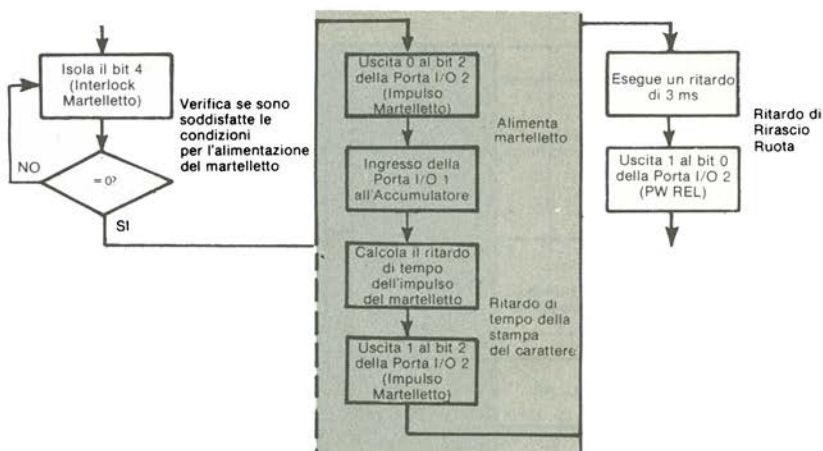 Isola il bit 4
(Interlock
Martelletto)
= 0?
NO
SI
Verifica se sono
soddisfatte le
condizioni
per l'alimentazione
del martelletto
Uscita 0 al bit 2
della Porta I/O 2
(Impulso
Martelletto)
Ingresso della
Porta I/O 1
all'Accumulatore
Alimenta
martelletto
Calcola il ritardo
di tempo
dell'impulso
del martelletto
Uscita 1 al bit 2
della Porta I/O 2
(Impulso
Martelletto)
Ritardo di
tempo della
stampa
del carattere
Esegue un ritardo
di 3 ms
Uscita 1 al bit 0
della Porta I/O 2
(PW REL)
Ritardo di
Rirascio
Ruota